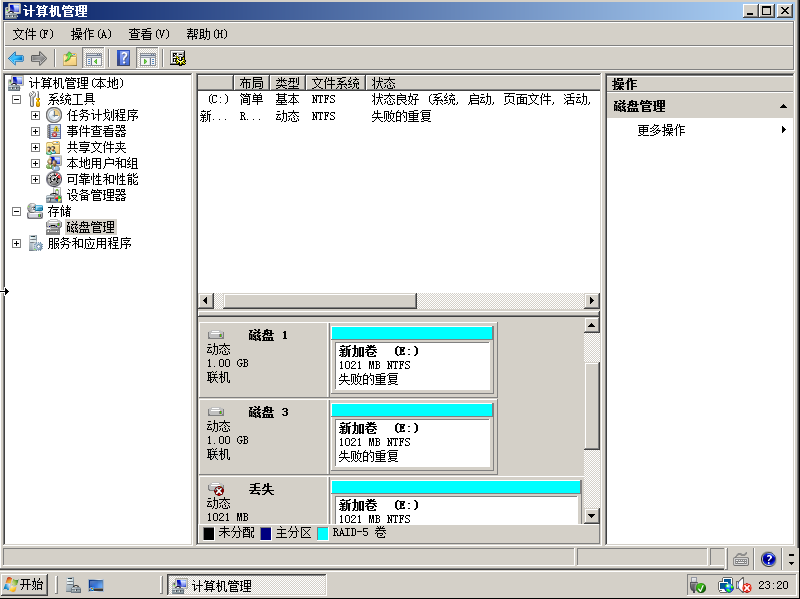 计算机管理
文件(F) 操作(A) 查看(V) 帮助(H)
计算机管理(本地)
系统工具
任务计划程序
事件查看器
共享文件夹
本地用户和组
可靠性和性能
设备管理器
存储
磁盘管理
服务和应用程序
布局 类型 文件系统 状态
(C:) 简单 基本 NTFS 状态良好 (系统, 启动, 页面文件, 活动,
新... R... 动态 NTFS 失败的重复
磁盘 1
动态
1.00 GB
联机
新加卷 (E:)
1021 MB NTFS
失败的重复
磁盘 3
动态
1.00 GB
联机
新加卷 (E:)
1021 MB NTFS
失败的重复
丢失
动态
1021 MB
新加卷 (E:)
1021 MB NTFS
未分配 主分区 RAID-5 卷
操作
磁盘管理
更多操作
开始 计算机管理 23:20